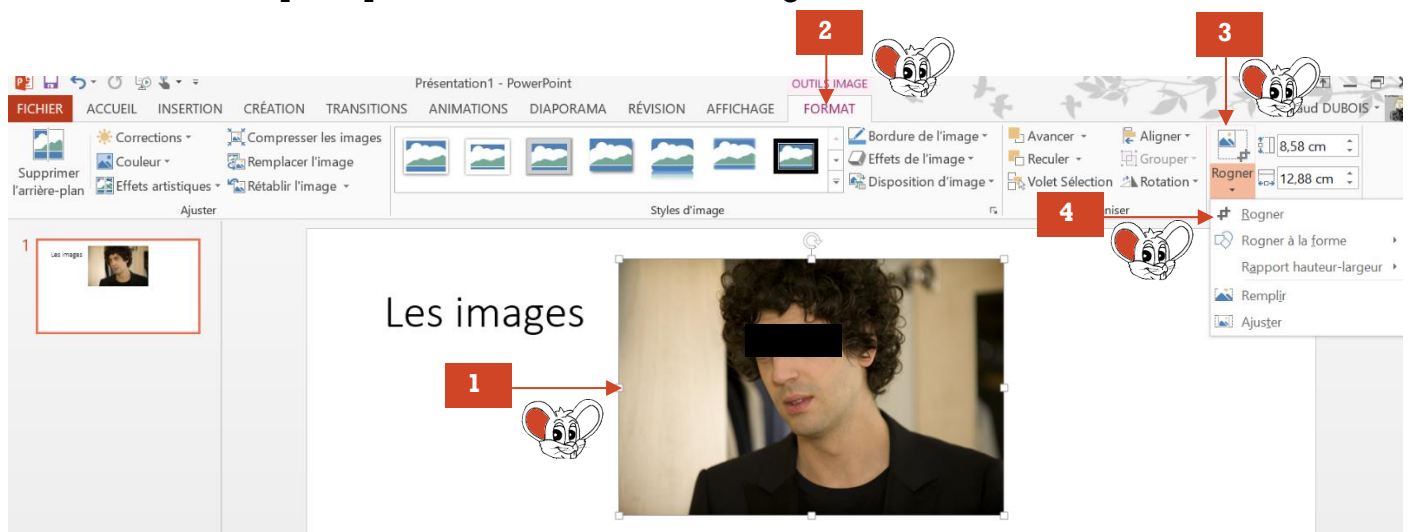 2
3
Présentation1 - PowerPoint
OUTILS IMAGE
FICHIER ACCUEIL INSERTION CRÉATION TRANSITIONS ANIMATIONS DIAPORAMA RÉVISION AFFICHAGE FORMAT
DUBOIS
Supprimer
l'arrière-plan
Corrections
Couleur
Effets artistiques
Compresser les images
Remplacer l'image
Rétablir l'image
Ajuster
Styles d'image
Bordure de l'image
Effets de l'image
Disposition d'image
Avancer
Reculer
Volet Sélection
Aligner
Grouper
Rotation
Rogner
8,58 cm
12,88 cm
4
Rogner
Rogner à la forme
Rapport hauteur-largeur
Remplir
Ajuster
1
Les images
Les images
1